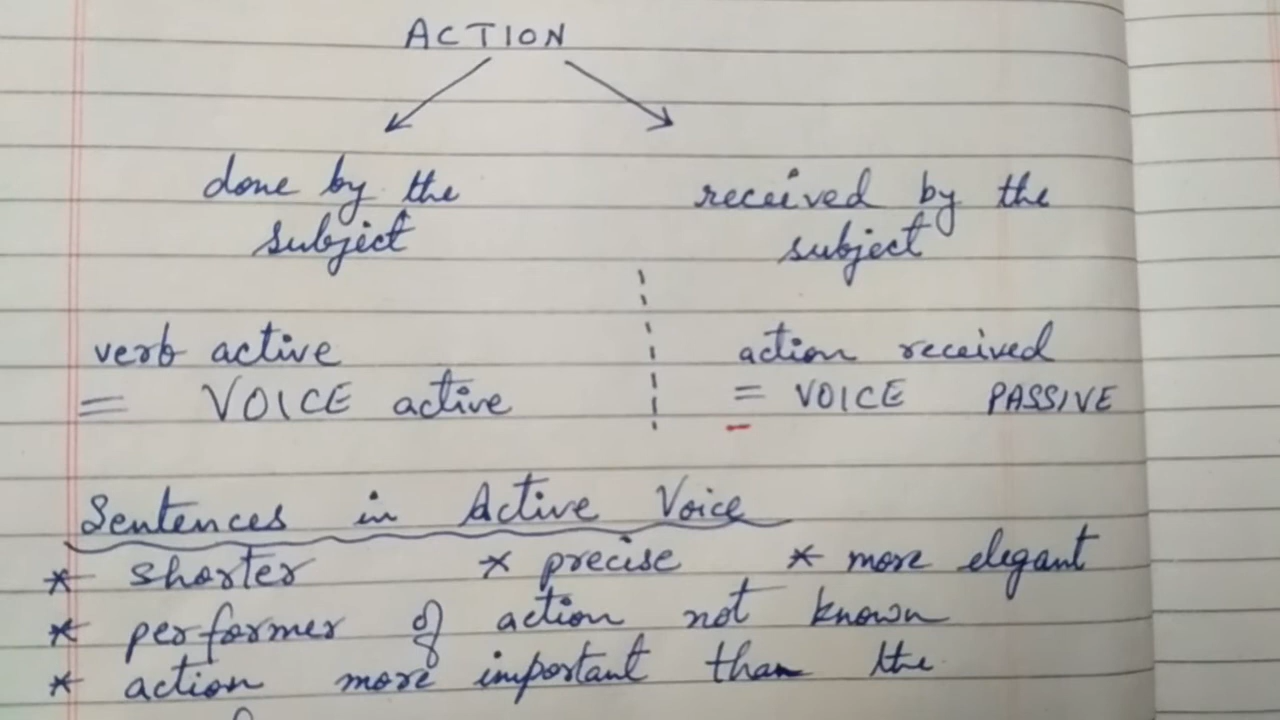 ACTION
done by the received by the
subject subject
verb active action received
= VOICE active = VOICE PASSIVE
Sentences in Active Voice
* shorter * precise * more elegant
* performer of action not known
* action more important than the